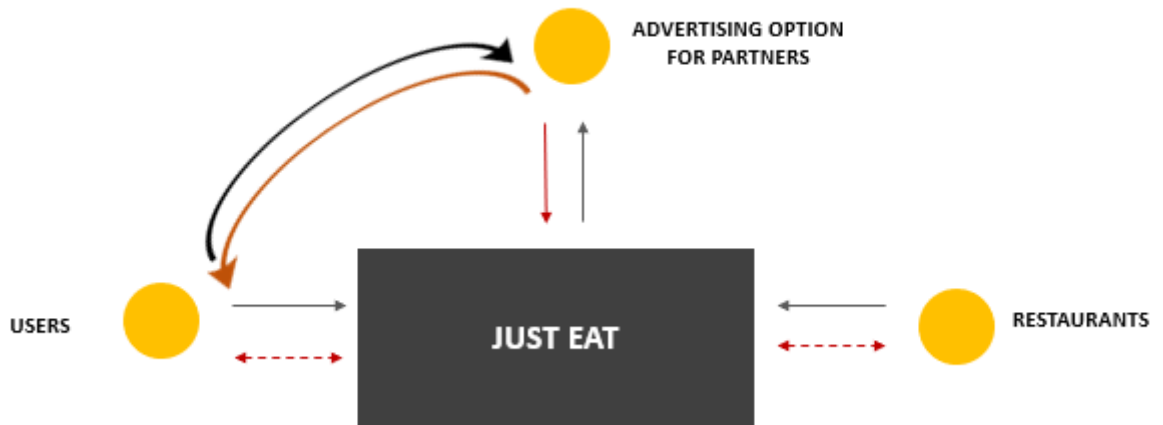 ADVERTISING OPTION
FOR PARTNERS
USERS
JUST EAT
RESTAURANTS